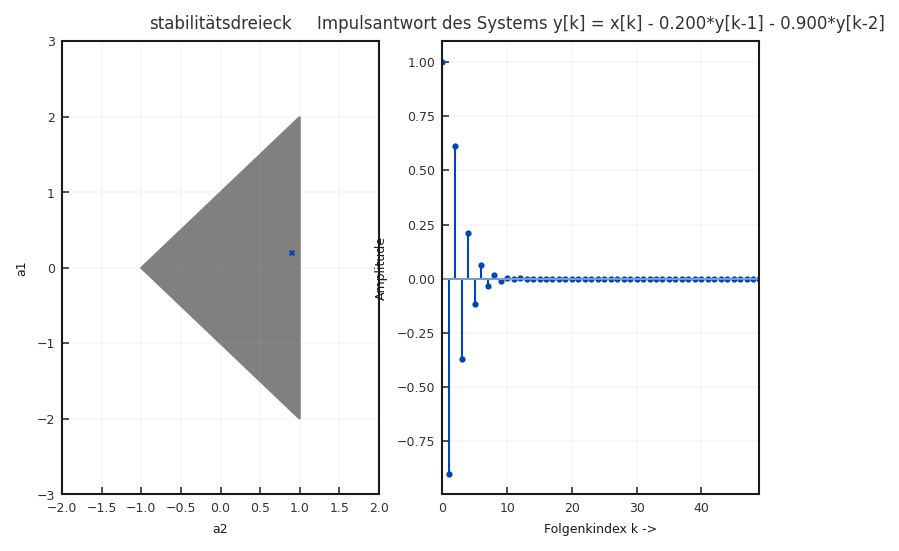 stabilitätsdreieck
Impulsantwort des Systems y[k] = x[k] - 0.200*y[k-1] - 0.900*y[k-2]
3
2
1
0
−1
−2
−3
a1
−2.0 −1.5 −1.0 −0.5 0.0 0.5 1.0 1.5 2.0
a2
1.00
0.75
0.50
0.25
0.00
−0.25
−0.50
−0.75
Amplitude
0 10 20 30 40
Folgenkindex k ->